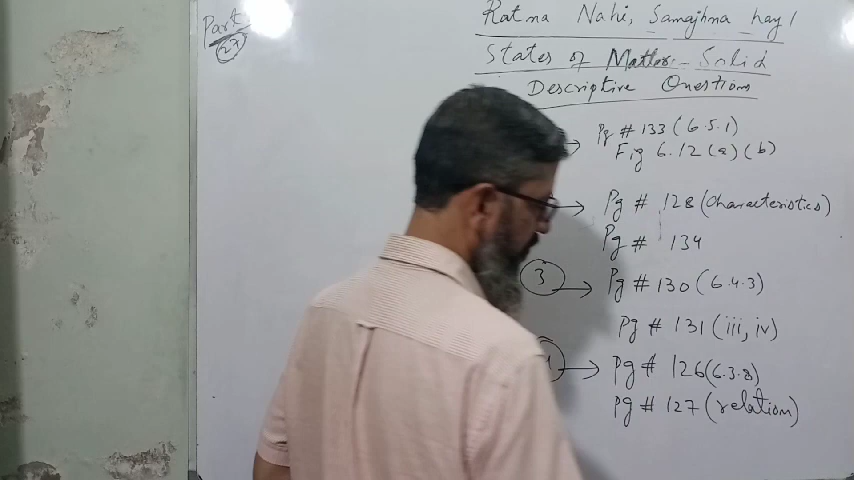 Part
27
Ratna Nahi, Samajhna hay!
States of Matter - Solid
Descriptive Questions
Pg # 133 (6.5.1)
Fig 6.12 (a) (b)
Pg # 128 (Characteristics)
Pg # 134
3 → Pg # 130 (6.4.3)
Pg # 131 (iii, iv)
→ Pg # 126 (6.3.8)
Pg # 127 (relation)